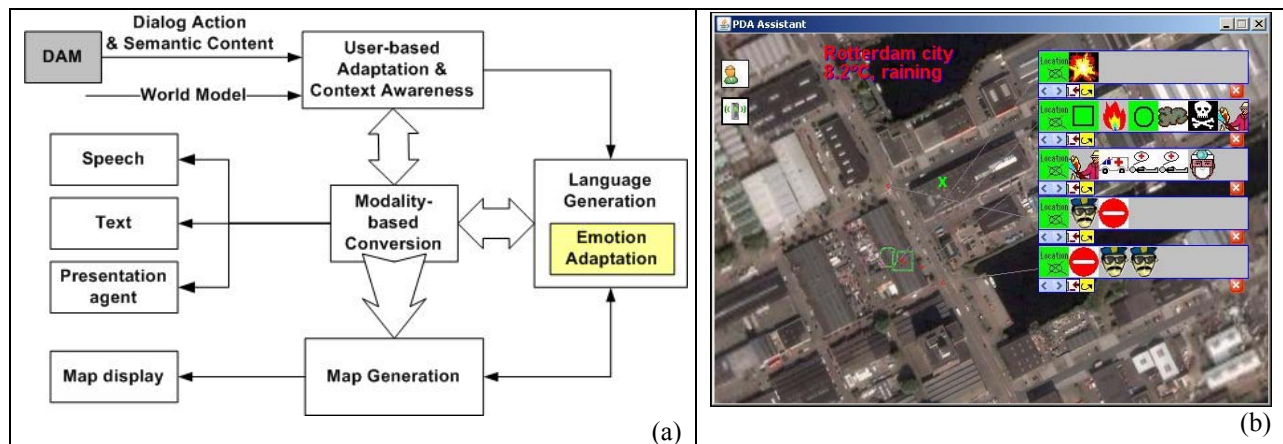 Dialog Action
& Semantic Content
DAM
World Model
User-based
Adaptation &
Context Awareness
Speech
Text
Presentation
agent
Modality-
based
Conversion
Language
Generation
Emotion
Adaptation
Map display
Map Generation
(a)
PDA Assistant
Rotterdam city
8.2°C, raining
Location
Location
Location
Location
Location
X
(b)